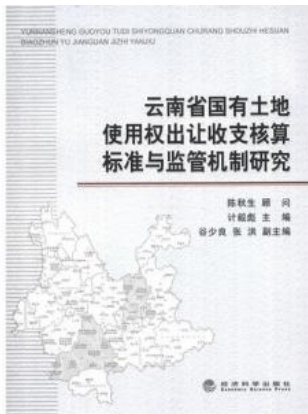 YUNNANSHENG GUOYOU TUDI SHIYONGQUAN CHURANG SHOUZHI HESUAN
BIAOZHUN YU JIANGUAN JIZHI YANJIU
云南省国有土地
使用权出让收支核算
标准与监管机制研究
陈秋生 顾 问
计毅彪 主 编
谷少良 张 洪 副主编
经济科学出版社
Economic Science Press